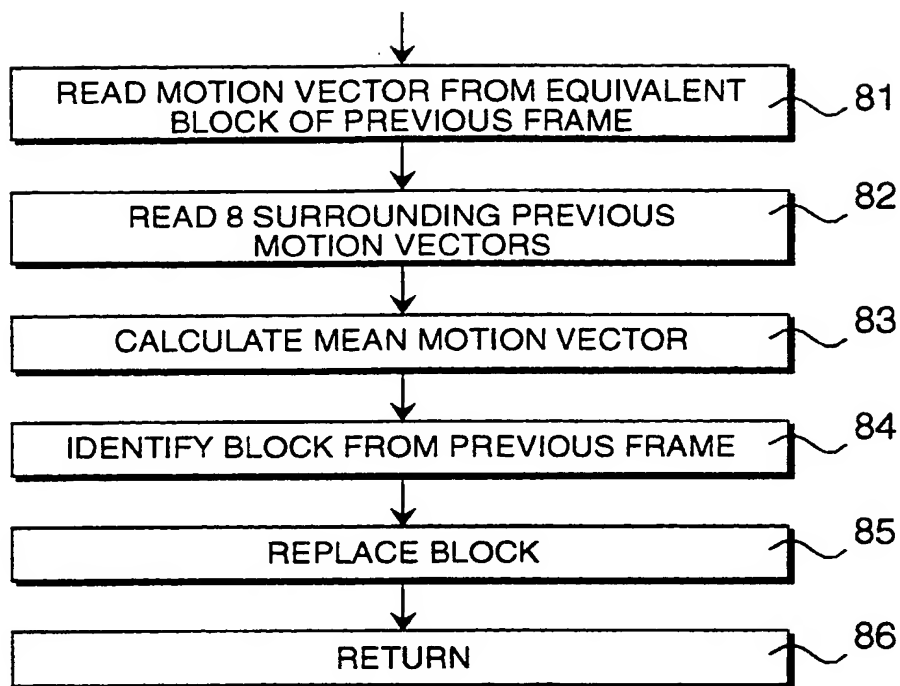 READ MOTION VECTOR FROM EQUIVALENT
BLOCK OF PREVIOUS FRAME
81
READ 8 SURROUNDING PREVIOUS
MOTION VECTORS
82
CALCULATE MEAN MOTION VECTOR
83
IDENTIFY BLOCK FROM PREVIOUS FRAME
84
REPLACE BLOCK
85
RETURN
86